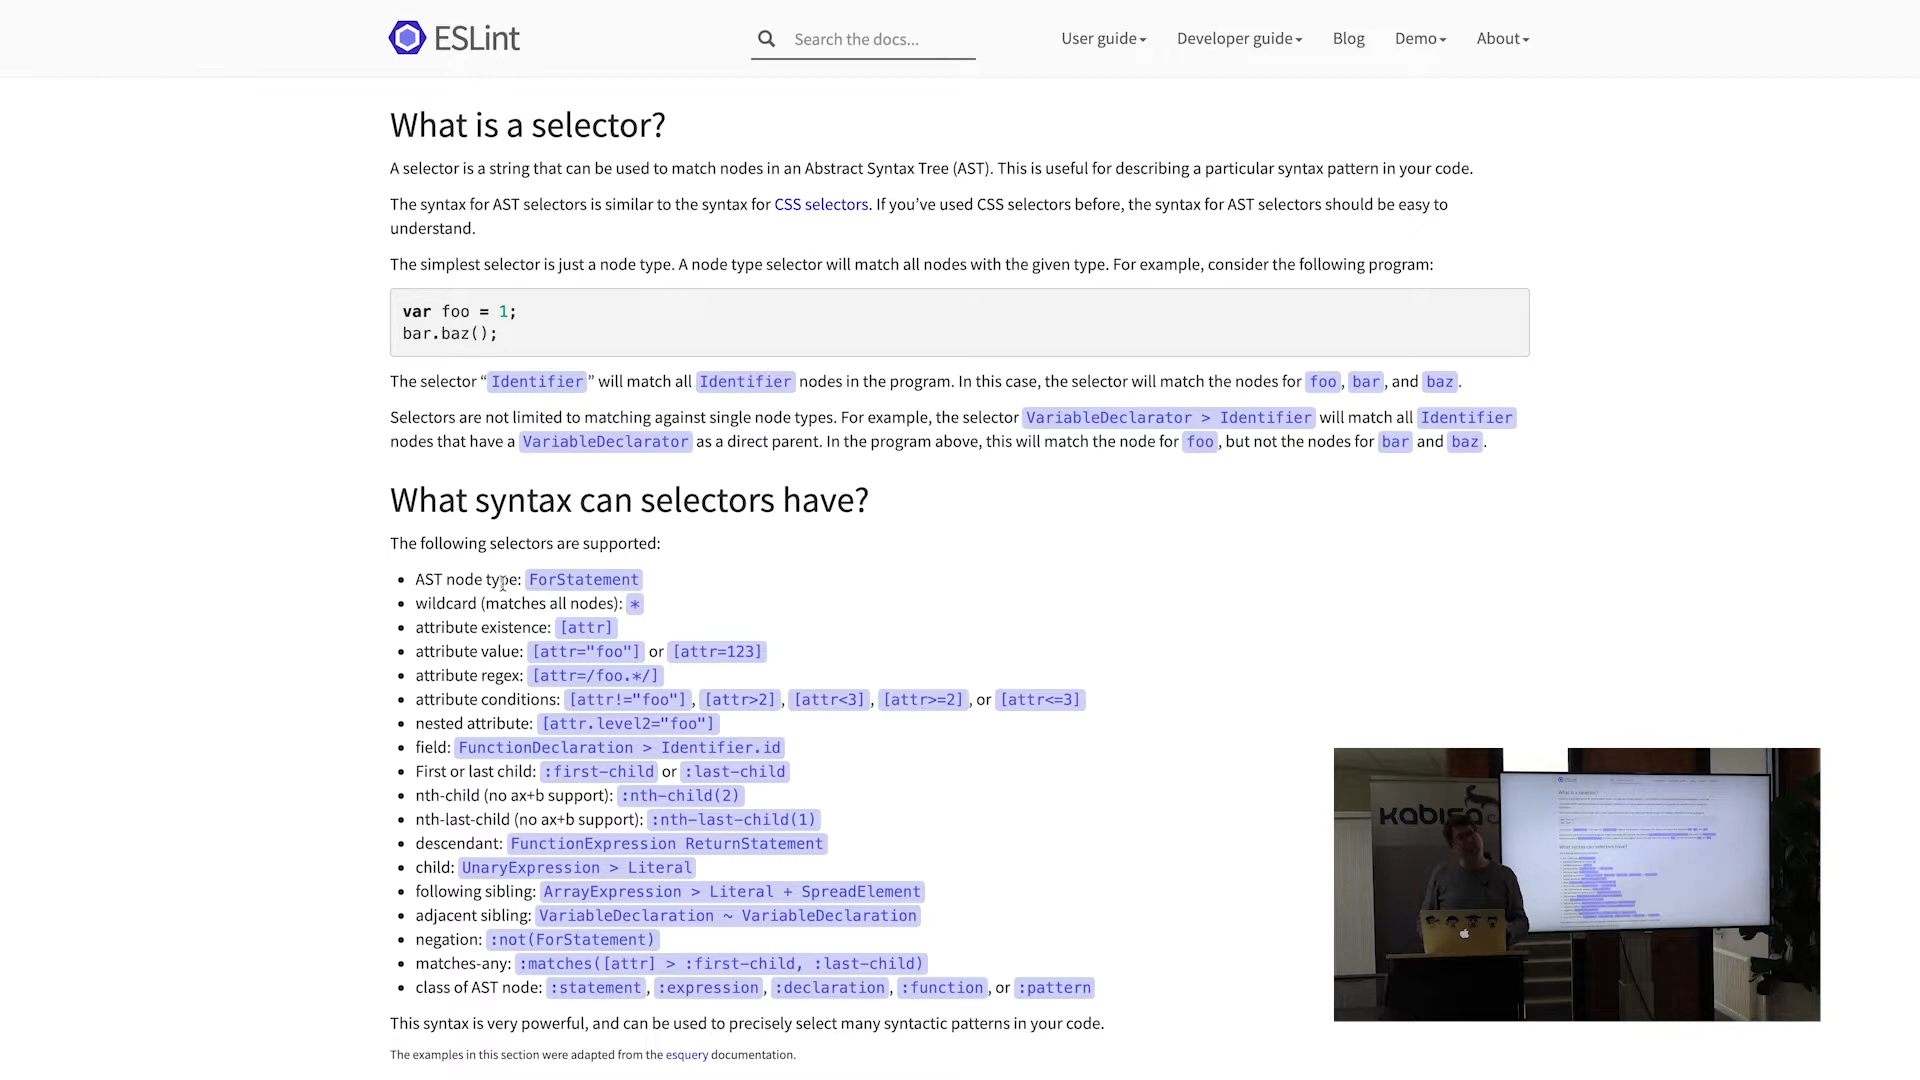 ESLint
Search the docs...
User guide
Developer guide
Blog
Demo
About
What is a selector?
A selector is a string that can be used to match nodes in an Abstract Syntax Tree (AST). This is useful for describing a particular syntax pattern in your code.
The syntax for AST selectors is similar to the syntax for CSS selectors. If you’ve used CSS selectors before, the syntax for AST selectors should be easy to
understand.
The simplest selector is just a node type. A node type selector will match all nodes with the given type. For example, consider the following program:
var foo = 1;
bar.baz();
The selector “Identifier” will match all Identifier nodes in the program. In this case, the selector will match the nodes for foo, bar, and baz.
Selectors are not limited to matching against single node types. For example, the selector VariableDeclarator > Identifier will match all Identifier
nodes that have a VariableDeclarator as a direct parent. In the program above, this will match the node for foo, but not the nodes for bar and baz.
What syntax can selectors have?
The following selectors are supported:
• AST node type: ForStatement
• wildcard (matches all nodes): *
• attribute existence: [attr]
• attribute value: [attr="foo"] or [attr=123]
• attribute regex: [attr=/foo.*/]
• attribute conditions: [attr!="foo"], [attr>2], [attr<3], [attr>=2], or [attr<=3]
• nested attribute: [attr.level2="foo"]
• field: FunctionDeclaration > Identifier.id
• First or last child: :first-child or :last-child
• nth-child (no ax+b support): :nth-child(2)
• nth-last-child (no ax+b support): :nth-last-child(1)
• descendant: FunctionExpression ReturnStatement
• child: UnaryExpression > Literal
• following sibling: ArrayExpression > Literal + SpreadElement
• adjacent sibling: VariableDeclaration ~ VariableDeclaration
• negation: :not(ForStatement)
• matches-any: :matches([attr] > :first-child, :last-child)
• class of AST node: :statement, :expression, :declaration, :function, or :pattern
This syntax is very powerful, and can be used to precisely select many syntactic patterns in your code.
The examples in this section were adapted from the esquery documentation.
kabisa